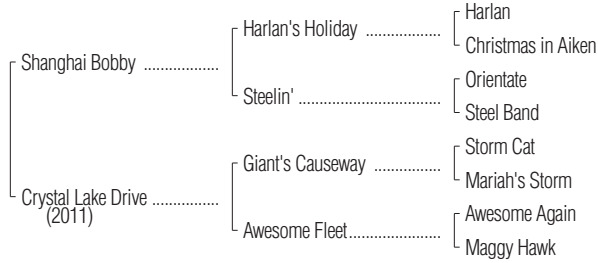 Harlan
Harlan's Holiday ..................
Christmas in Aiken
Shanghai Bobby ..................
Orientate
Steelin' ..................................
Steel Band
Storm Cat
Giant's Causeway ................
Mariah's Storm
Crystal Lake Drive ................
(2011)
Awesome Again
Awesome Fleet......................
Maggy Hawk